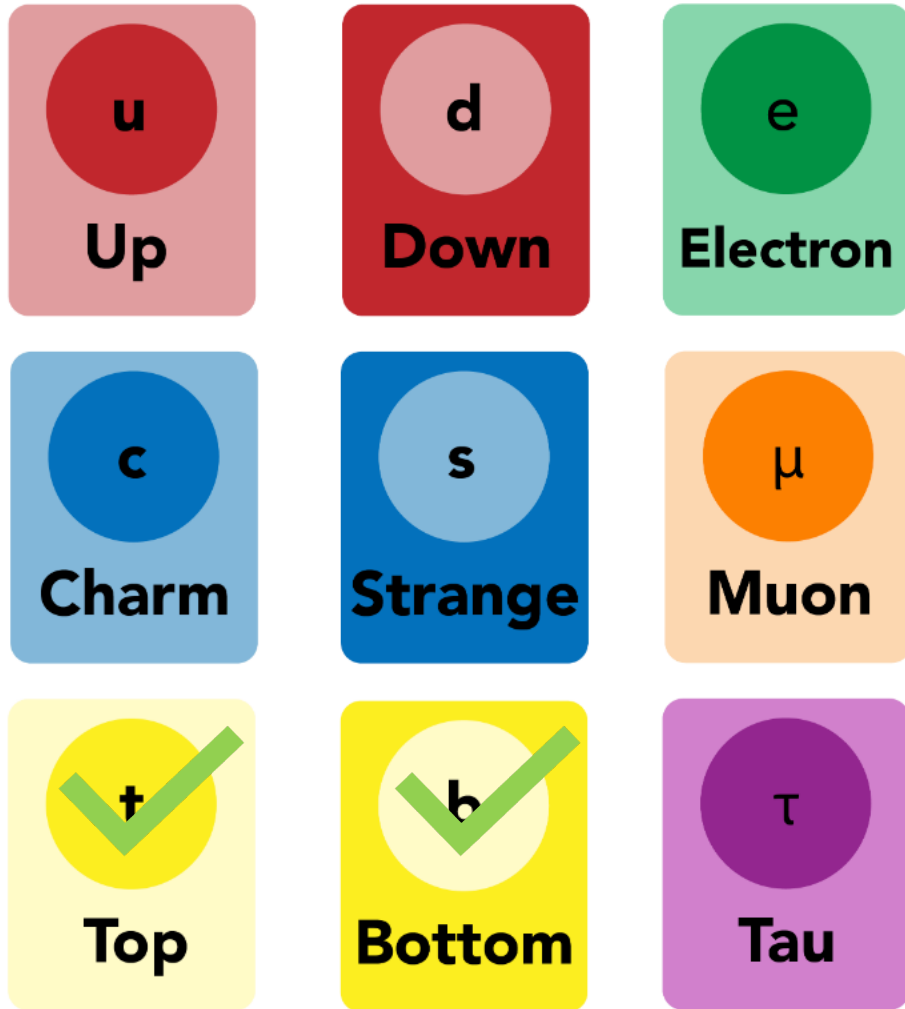 u d e
Up Down Electron
c s μ
Charm Strange Muon
t b τ
Top Bottom Tau